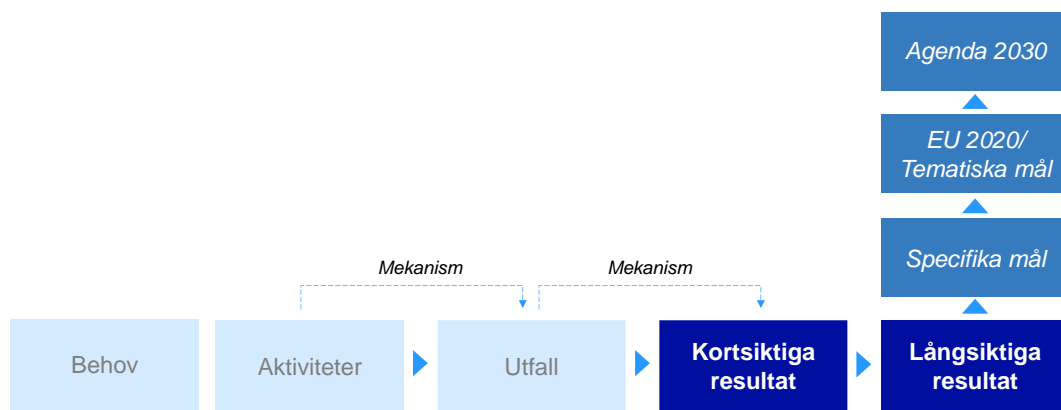 Agenda 2030
EU 2020/
Tematiska mål
Specifika mål
Mekanism
Mekanism
Behov
Aktiviteter
Utfall
Kortsiktiga
resultat
Långsiktiga
resultat